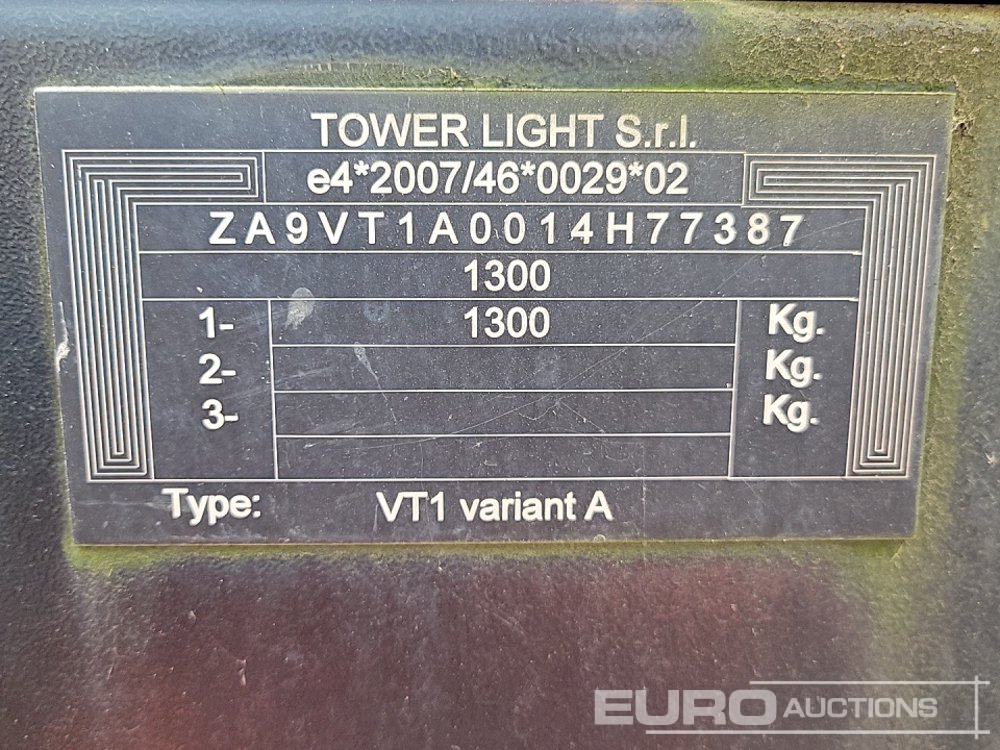 TOWER LIGHT S.r.l.
e4*2007/46*0029*02
ZA9VT1A0014H77387
1300
1- 1300 Kg.
2- Kg.
3- Kg.
Type: VT1 variant A
EURO AUCTIONS